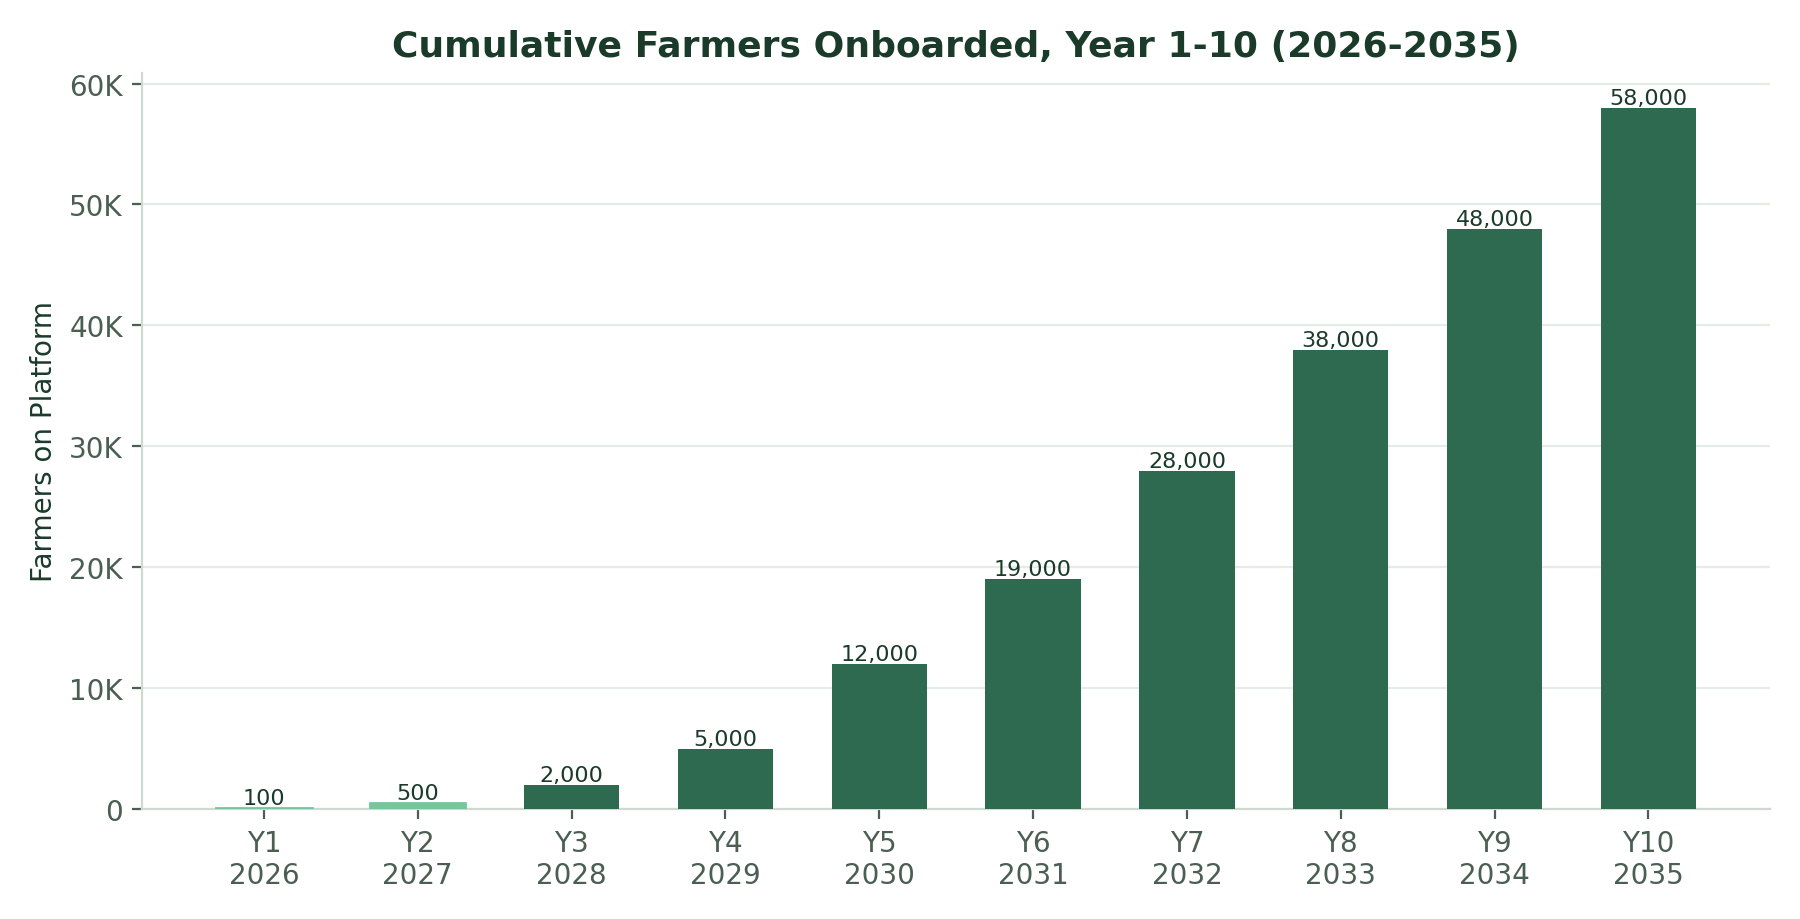 Cumulative Farmers Onboarded, Year 1-10 (2026-2035)
Farmers on Platform
60K
50K
40K
30K
20K
10K
0
100
500
2,000
5,000
12,000
19,000
28,000
38,000
48,000
58,000
Y1
2026
Y2
2027
Y3
2028
Y4
2029
Y5
2030
Y6
2031
Y7
2032
Y8
2033
Y9
2034
Y10
2035